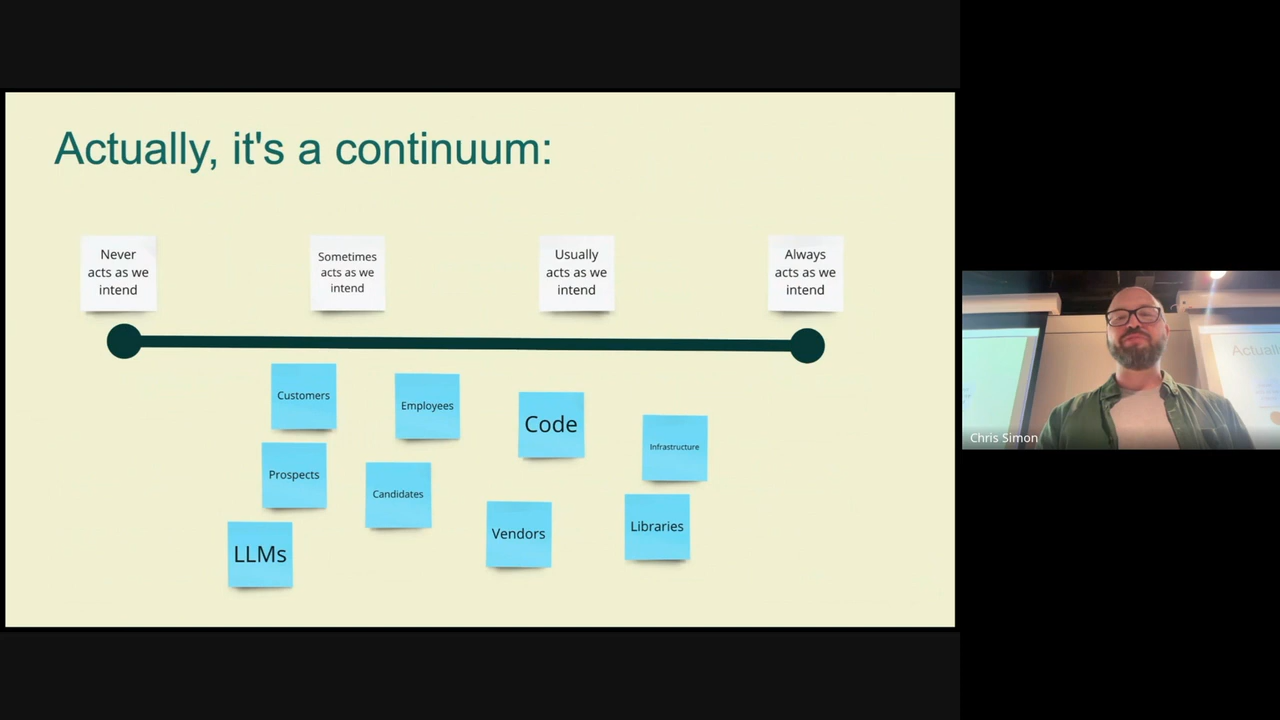 Actually, it's a continuum:
Never
acts as we
intend
Sometimes
acts as we
intend
Usually
acts as we
intend
Always
acts as we
intend
Customers
Employees
Code
Infrastructure
Prospects
Candidates
Vendors
Libraries
LLMs
Actuall
Chris Simon